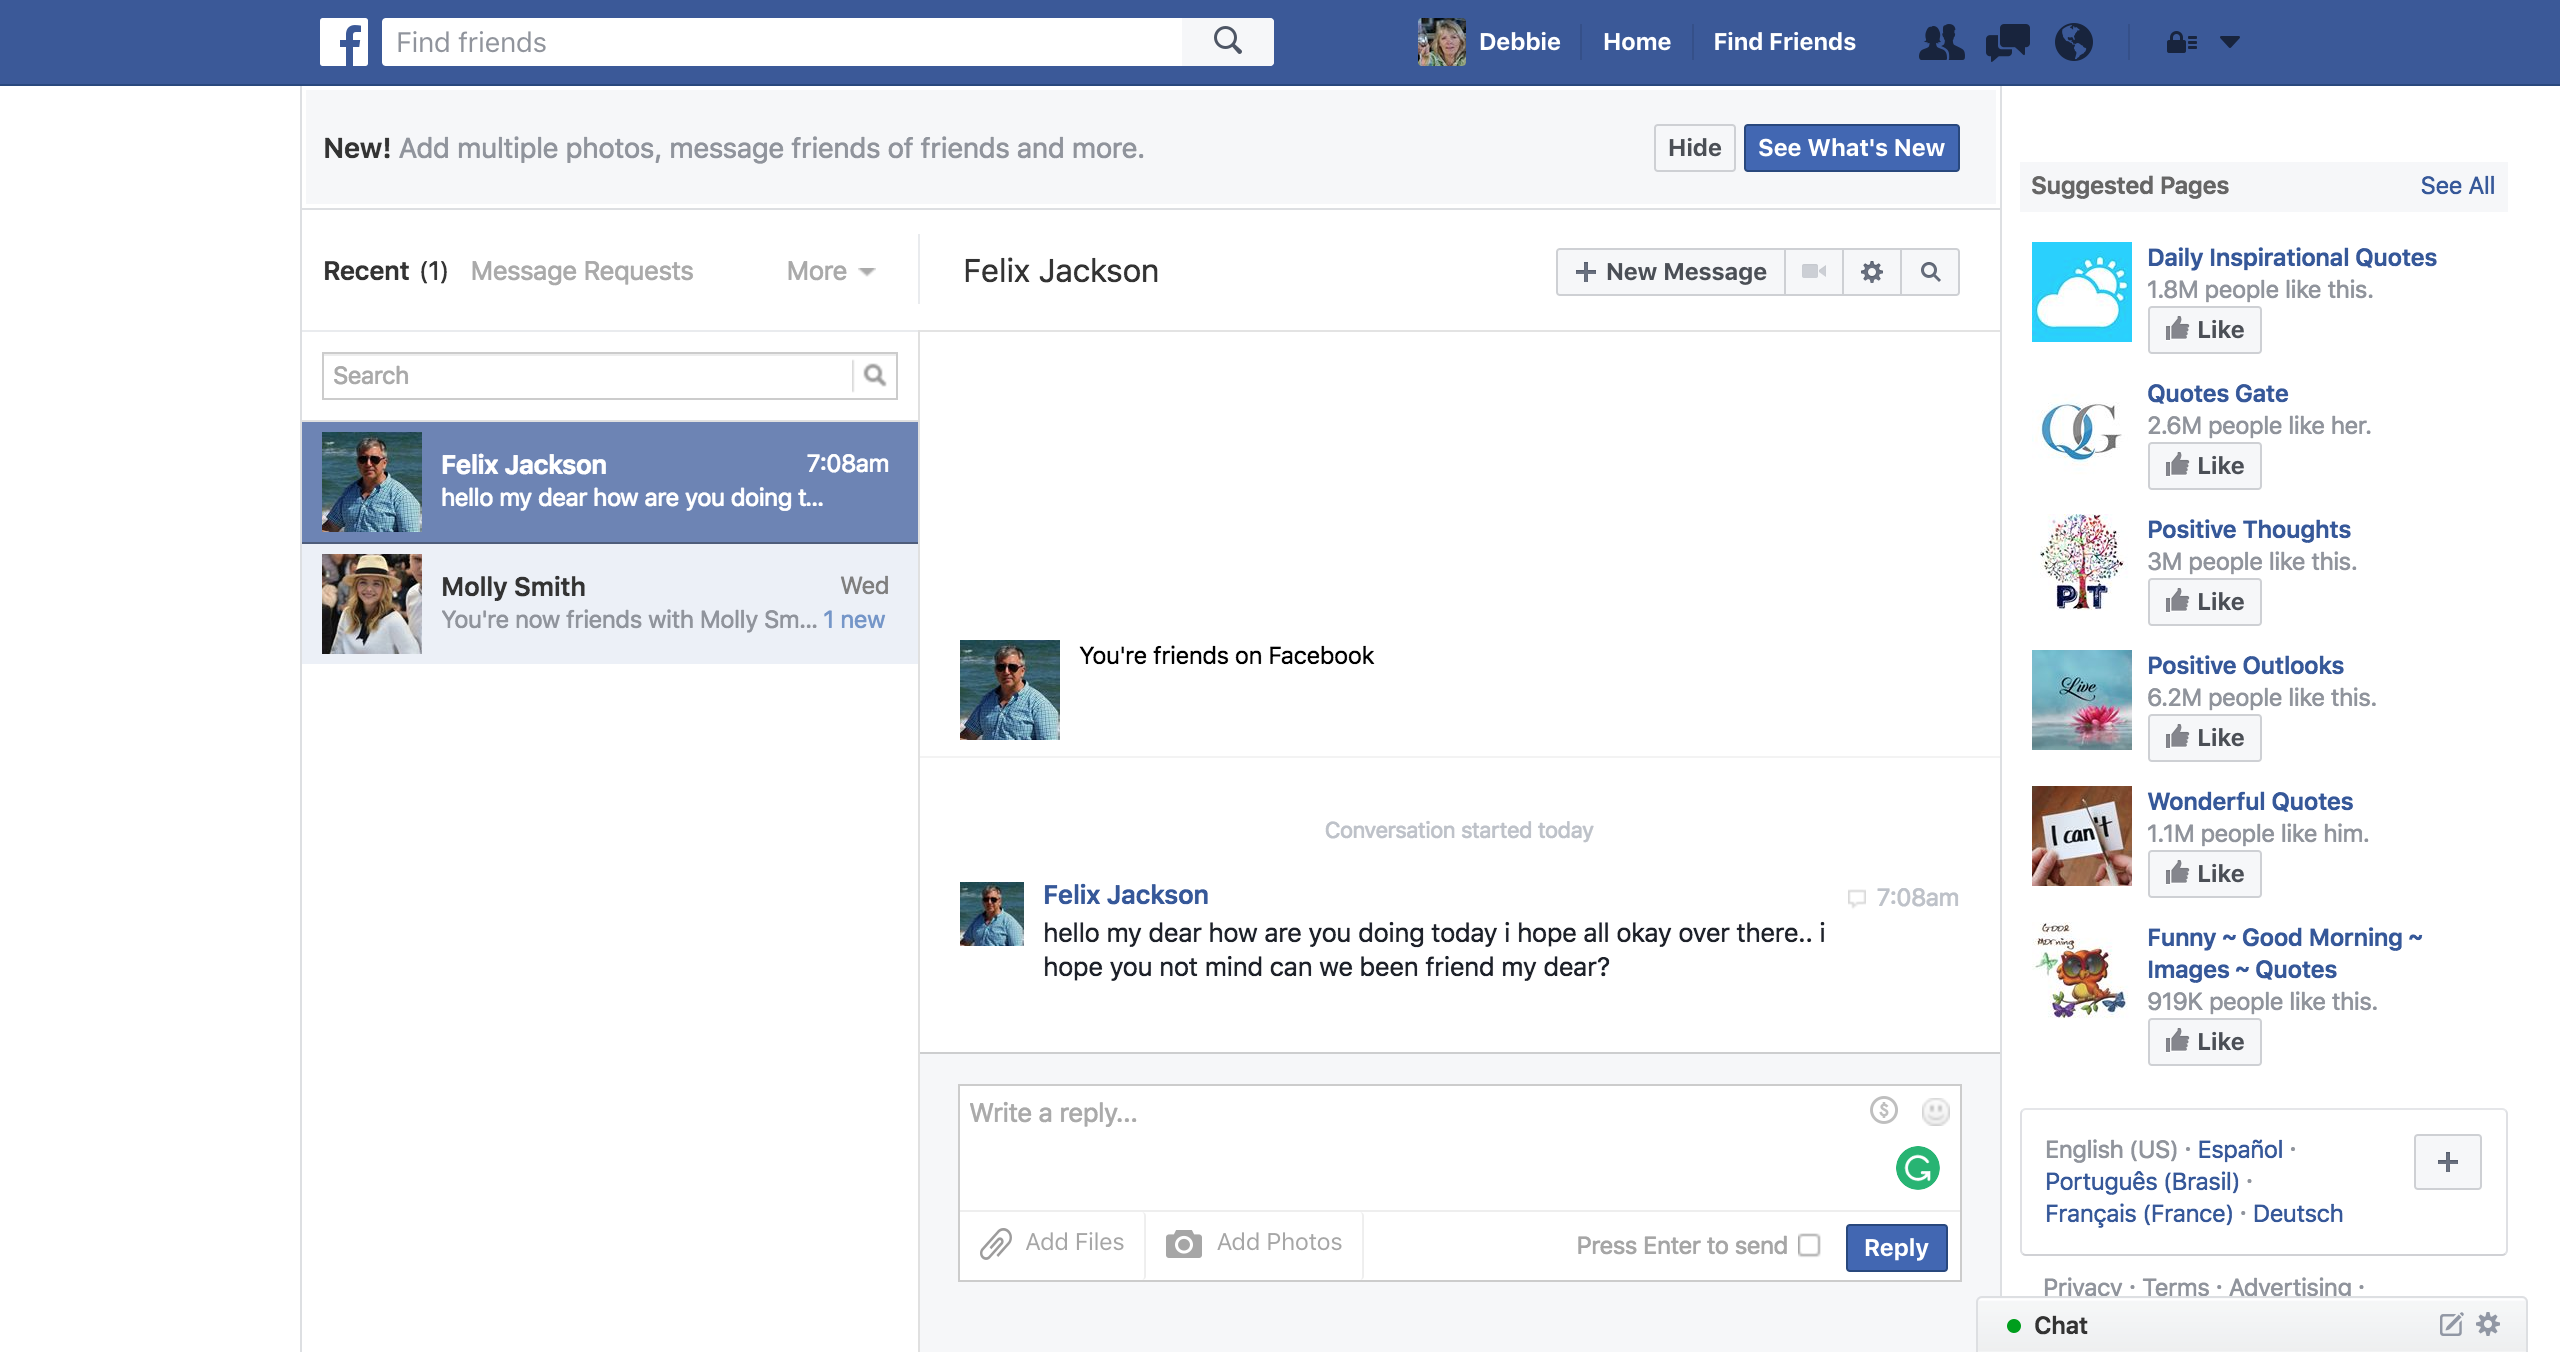 Find friends
Debbie
Home
Find Friends
New! Add multiple photos, message friends of friends and more.
Hide
See What's New
Recent (1)
Message Requests
More
Felix Jackson
+ New Message
Search
Felix Jackson
7:08am
hello my dear how are you doing t...
Molly Smith
Wed
You're now friends with Molly Sm... 1 new
You're friends on Facebook
Conversation started today
Felix Jackson
7:08am
hello my dear how are you doing today i hope all okay over there.. i
hope you not mind can we been friend my dear?
Write a reply...
Add Files
Add Photos
Press Enter to send
Reply
Suggested Pages
See All
Daily Inspirational Quotes
1.8M people like this.
Like
QG
Quotes Gate
2.6M people like her.
Like
PT
Positive Thoughts
3M people like this.
Like
Live
Positive Outlooks
6.2M people like this.
Like
I can't
Wonderful Quotes
1.1M people like him.
Like
GOOD
MORNING
Funny ~ Good Morning ~
Images ~ Quotes
919K people like this.
Like
English (US) · Español ·
Português (Brasil) ·
Français (France) · Deutsch
+
Privacy · Terms · Advertising ·
Chat